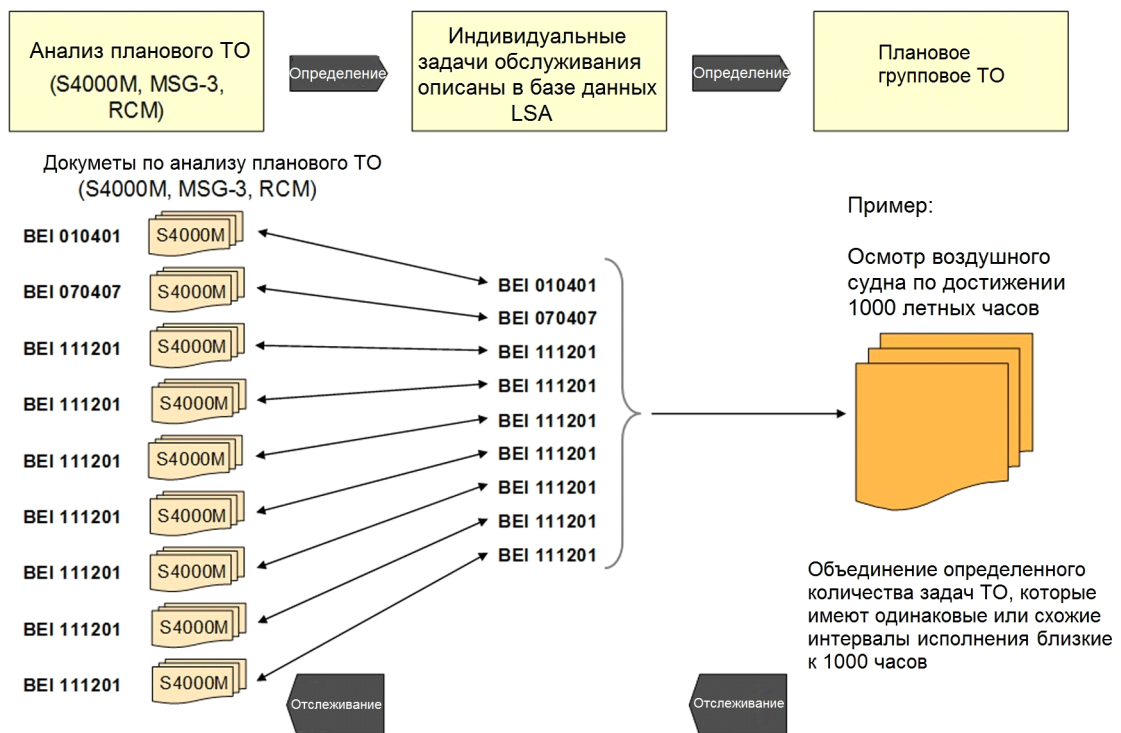 Анализ планового ТО
(S4000M, MSG-3,
RCM)
Определение
Индивидуальные
задачи обслуживания
описаны в базе данных
LSA
Определение
Плановое
групповое ТО
Докуметы по анализу планового ТО
(S4000M, MSG-3, RCM)
BEI 010401
S4000M
BEI 070407
S4000M
BEI 111201
S4000M
BEI 111201
S4000M
BEI 111201
S4000M
BEI 111201
S4000M
BEI 111201
S4000M
BEI 111201
S4000M
BEI 111201
S4000M
BEI 010401
BEI 070407
BEI 111201
BEI 111201
BEI 111201
BEI 111201
BEI 111201
BEI 111201
BEI 111201
Пример:
Осмотр воздушного
судна по достижении
1000 летных часов
Объединение определенного
количества задач ТО, которые
имеют одинаковые или схожие
интервалы исполнения близкие
к 1000 часов
Отслеживание
Отслеживание